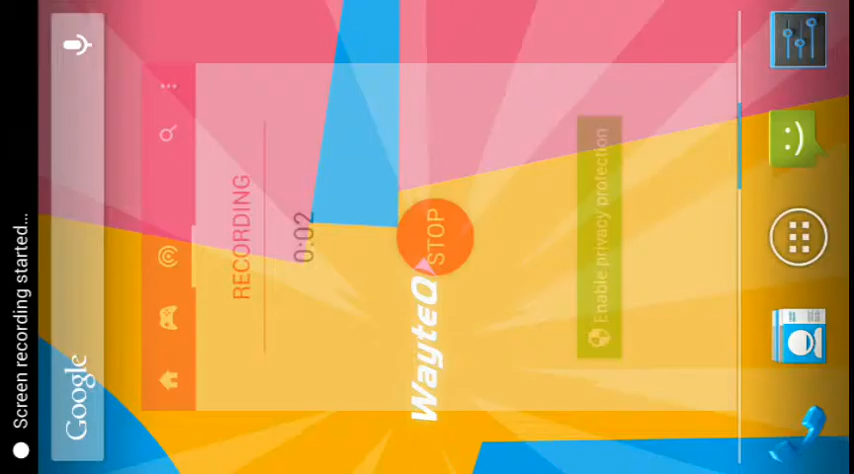 Screen recording started...
Google
RECORDING
0:02
STOP
WayteQ
Enable privacy protection